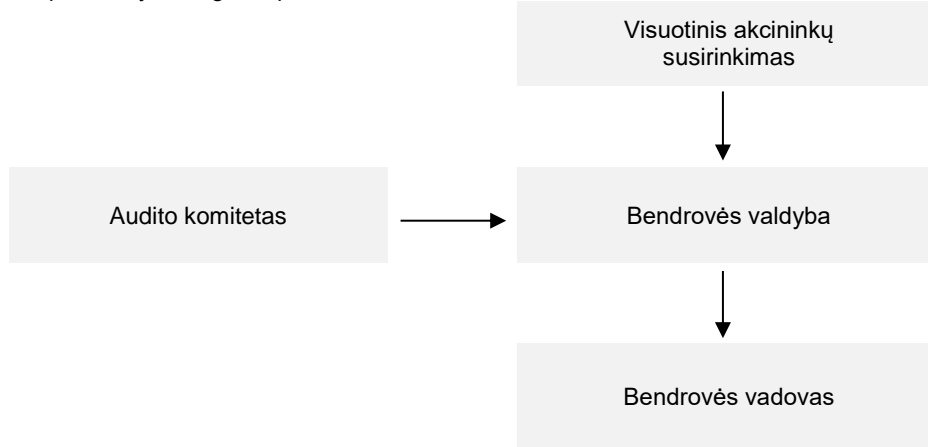 Visuotinis akcininkų
susirinkimas
Audito komitetas
Bendrovės valdyba
Bendrovės vadovas